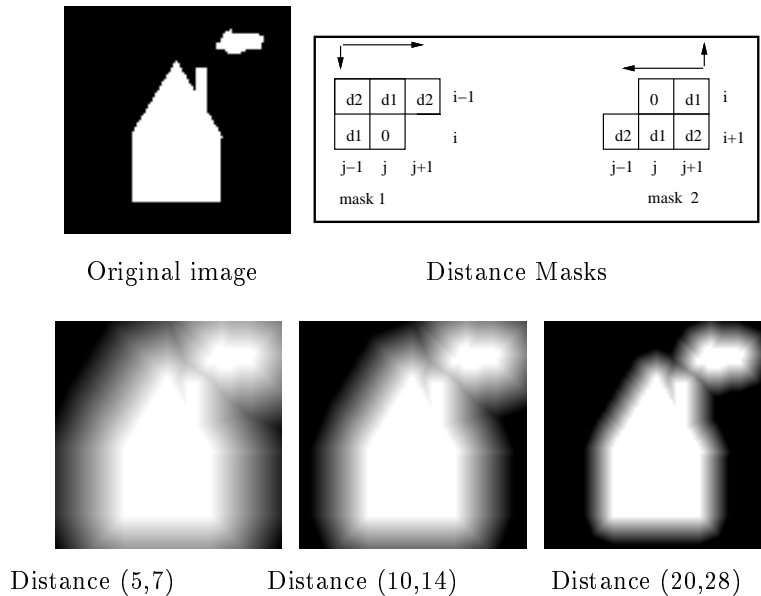 d2 d1 d2 i−1
d1 0 i
j−1 j j+1
mask 1
0 d1 i
d2 d1 d2 i+1
j−1 j j+1
mask 2
Original image
Distance Masks
Distance (5,7)
Distance (10,14)
Distance (20,28)